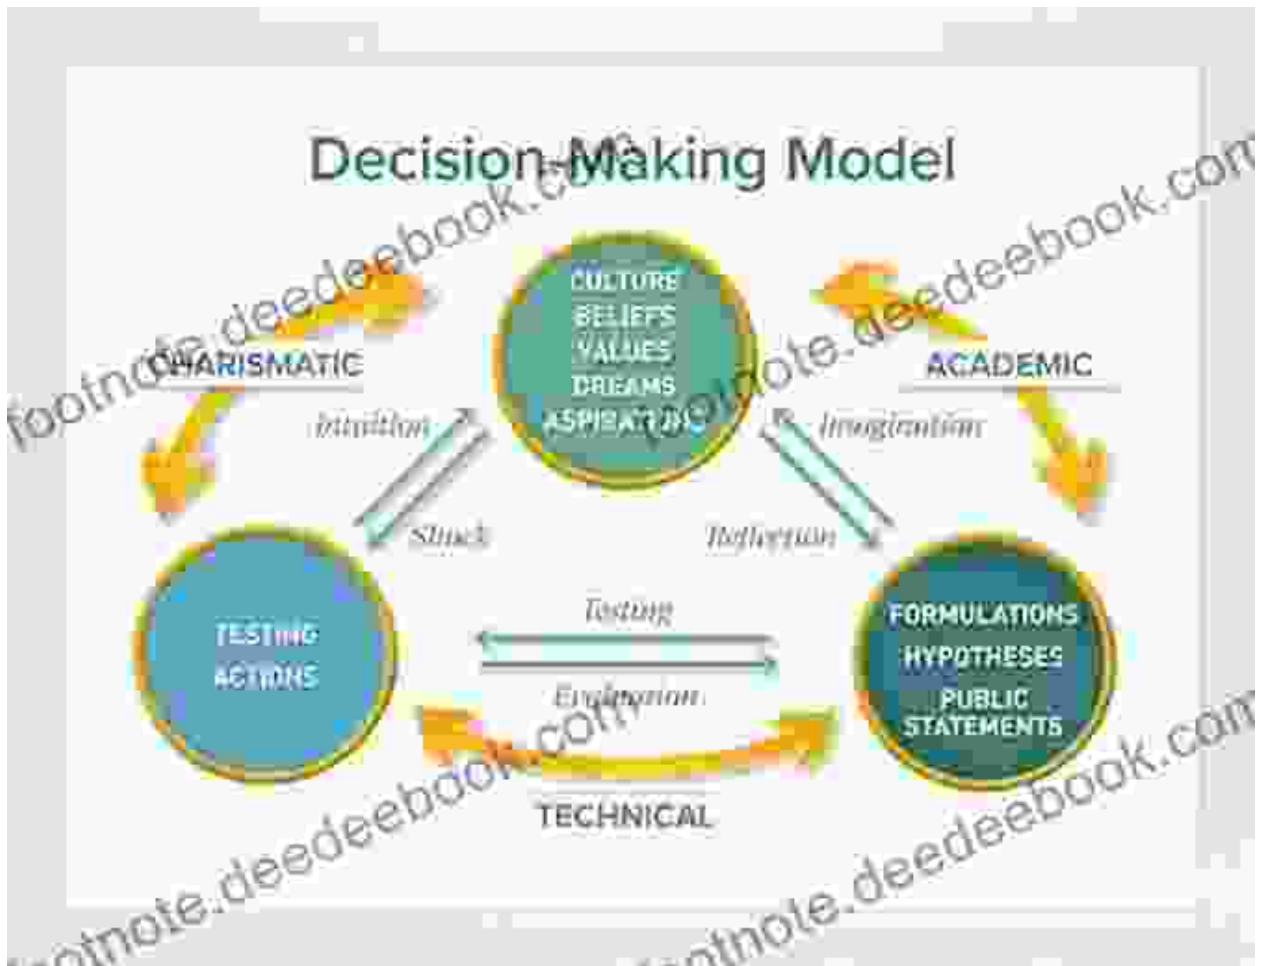 Decision-Making Model
CULTURE
BELIEFS
VALUES
DREAMS
CHARISMATIC
ACADEMIC
Intuition
Imagination
Reflection
Testing
TESTING
ACTIONS
Evaluation
FORMULATIONS
HYPOTHESES
PUBLIC
STATEMENTS
TECHNICAL
footnote.deedeebook.com
footnote.deedeebook.com
footnote.deedeebook.com
footnote.deedeebook.com